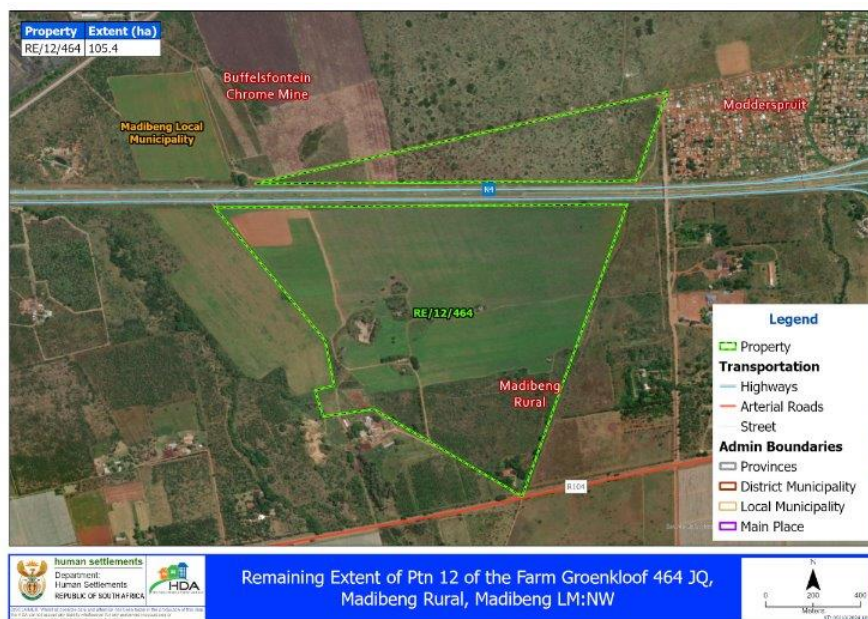 Property Extent (ha)
RE/12/464 105.4
Buffelsfontein
Chrome Mine
Modderspruit
Madibeng Local
Municipality
N4
RE/12/464
Madibeng
Rural
R104
Legend
Property
Transportation
Highways
Arterial Roads
Street
Admin Boundaries
Provinces
District Municipality
Local Municipality
Main Place
human settlements
Department:
Human Settlements
REPUBLIC OF SOUTH AFRICA
HDA
Remaining Extent of Ptn 12 of the Farm Groenkloof 464 JQ,
Madibeng Rural, Madibeng LM:NW
N
0 200 400
Meters